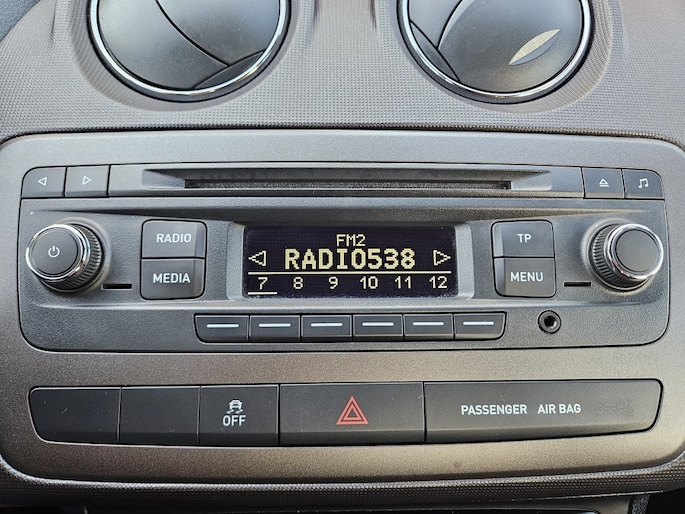 RADIO
MEDIA
FM2
RADIO538
7 8 9 10 11 12
TP
MENU
OFF
PASSENGER AIR BAG